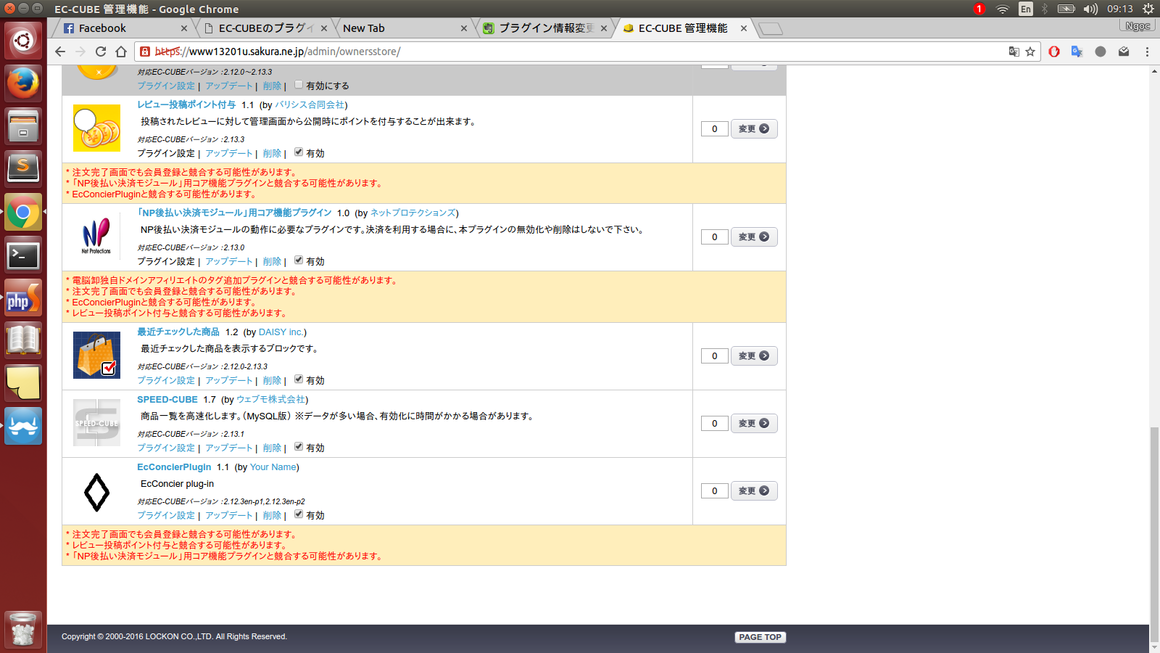 EC-CUBE 管理機能 - Google Chrome
1
En
09:13
Facebook
EC-CUBEのプラグイ
New Tab
プラグイン情報変更
EC-CUBE 管理機能
Ngọc
https://www13201u.sakura.ne.jp/admin/ownersstore/
対応EC-CUBEバージョン : 2.12.0～2.13.3
プラグイン設定 | アップデート | 削除 | 有効にする
レビュー投稿ポイント付与 1.1 (by バリシス合同会社)
投稿されたレビューに対して管理画面から公開時にポイントを付与することが出来ます。
対応EC-CUBEバージョン : 2.13.3
プラグイン設定 | アップデート | 削除 | 有効
0 変更
* 注文完了画面でも会員登録と競合する可能性があります。
* 「NP後払い決済モジュール」用コア機能プラグインと競合する可能性があります。
* EcConcierPluginと競合する可能性があります。
Net Protections
「NP後払い決済モジュール」用コア機能プラグイン 1.0 (by ネットプロテクションズ)
NP後払い決済モジュールの動作に必要なプラグインです。決済を利用する場合に、本プラグインの無効化や削除はしないで下さい。
対応EC-CUBEバージョン : 2.13.0
プラグイン設定 | アップデート | 削除 | 有効
0 変更
* 電脳卸独自ドメインアフィリエイトのタグ追加プラグインと競合する可能性があります。
* 注文完了画面でも会員登録と競合する可能性があります。
* EcConcierPluginと競合する可能性があります。
* レビュー投稿ポイント付与と競合する可能性があります。
最近チェックした商品 1.2 (by DAISY inc.)
最近チェックした商品を表示するブロックです。
対応EC-CUBEバージョン : 2.12.0-2.13.3
プラグイン設定 | アップデート | 削除 | 有効
0 変更
SPEED-CUBE
SPEED-CUBE 1.7 (by ウェブモ株式会社)
商品一覧を高速化します。（MySQL版） ※データが多い場合、有効化に時間がかかる場合があります。
対応EC-CUBEバージョン : 2.13.1
プラグイン設定 | アップデート | 削除 | 有効
0 変更
EcConcierPlugin 1.1 (by Your Name)
EcConcier plug-in
対応EC-CUBEバージョン : 2.12.3en-p1,2.12.3en-p2
プラグイン設定 | アップデート | 削除 | 有効
0 変更
* 注文完了画面でも会員登録と競合する可能性があります。
* レビュー投稿ポイント付与と競合する可能性があります。
* 「NP後払い決済モジュール」用コア機能プラグインと競合する可能性があります。
Copyright © 2000-2016 LOCKON CO.,LTD. All Rights Reserved.
PAGE TOP
php
S